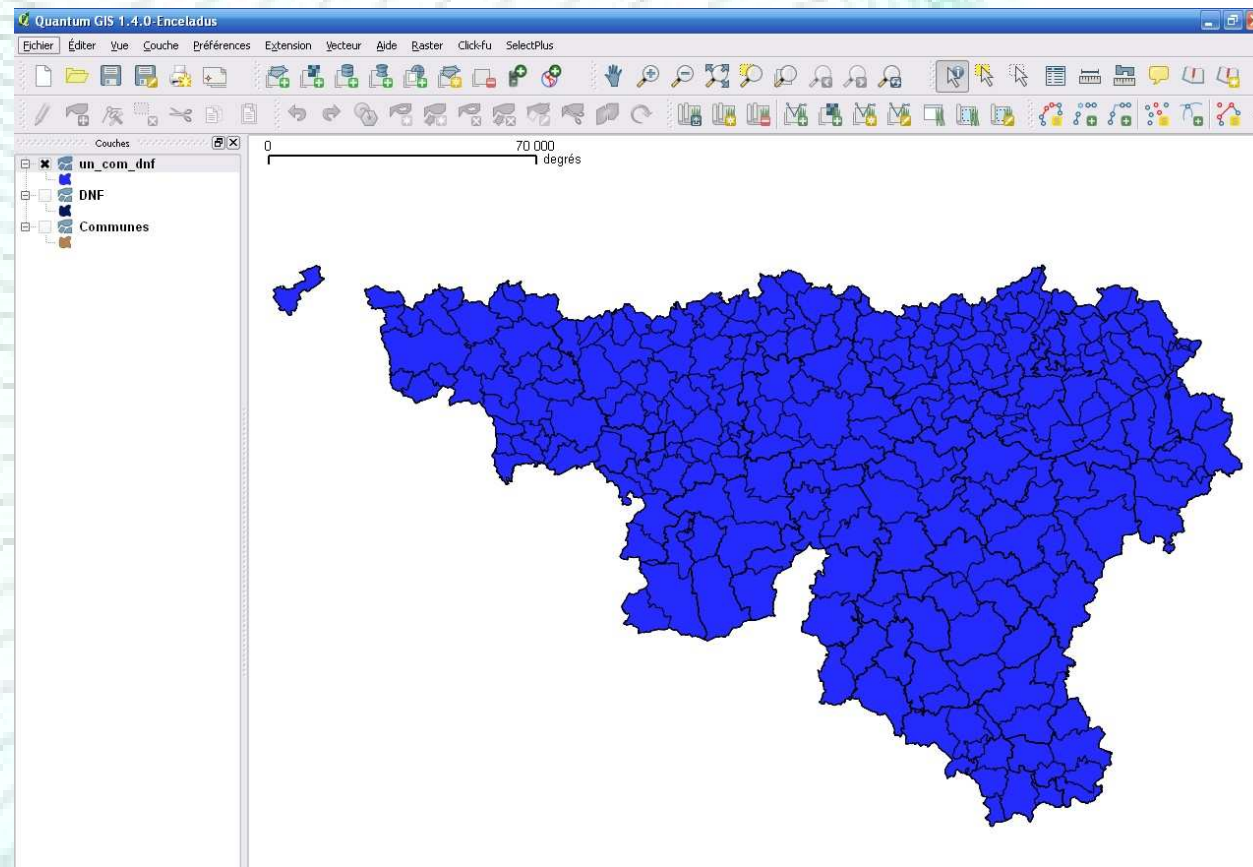 Quantum GIS 1.4.0-Enceladus
Fichier Éditer Vue Couche Préférences Extension Vecteur Aide Raster Click-fu SelectPlus
Couches
un_com_dnf
DNF
Communes
0 70 000
degrés